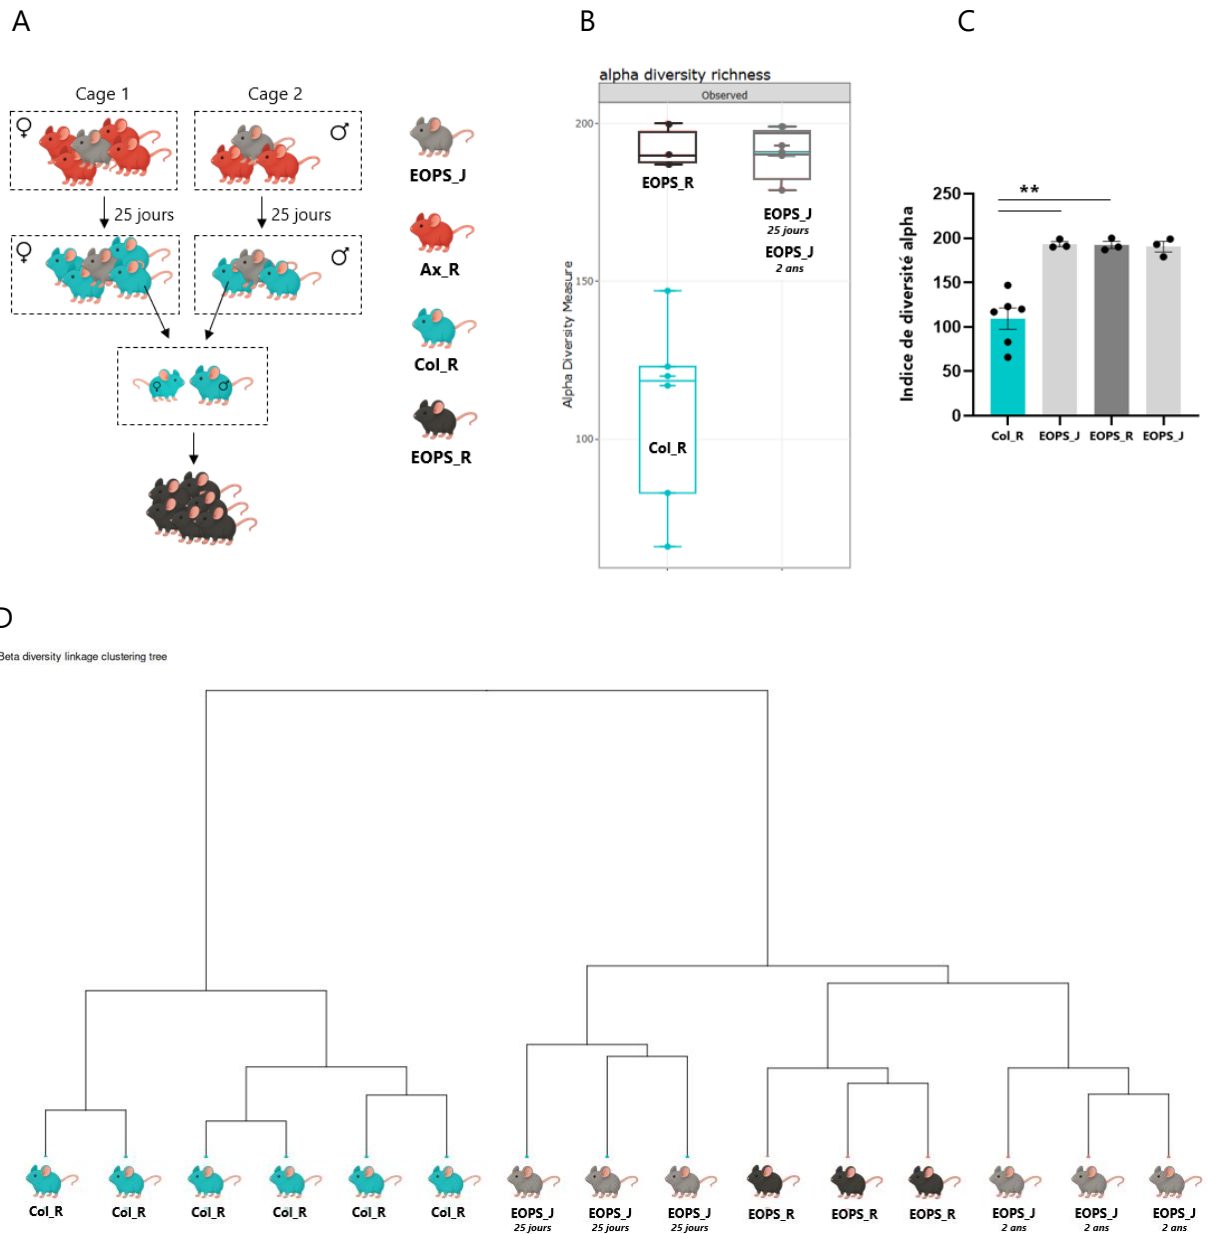 A
B
C
Cage 1
Cage 2
♀
♂
25 jours
25 jours
♀
♂
♀
♂
EOPS_J
Ax_R
Col_R
EOPS_R
alpha diversity richness
Observed
Alpha Diversity Measure
200
150
100
EOPS_R
EOPS_J
25 jours
EOPS_J
2 ans
Col_R
Indice de diversité alpha
250
200
150
100
50
0
**
Col_R EOPS_J EOPS_R EOPS_J
D
Beta diversity linkage clustering tree
Col_R Col_R Col_R Col_R Col_R Col_R EOPS_J EOPS_J EOPS_J EOPS_R EOPS_R EOPS_R EOPS_J EOPS_J EOPS_J
25 jours 25 jours 25 jours 2 ans 2 ans 2 ans